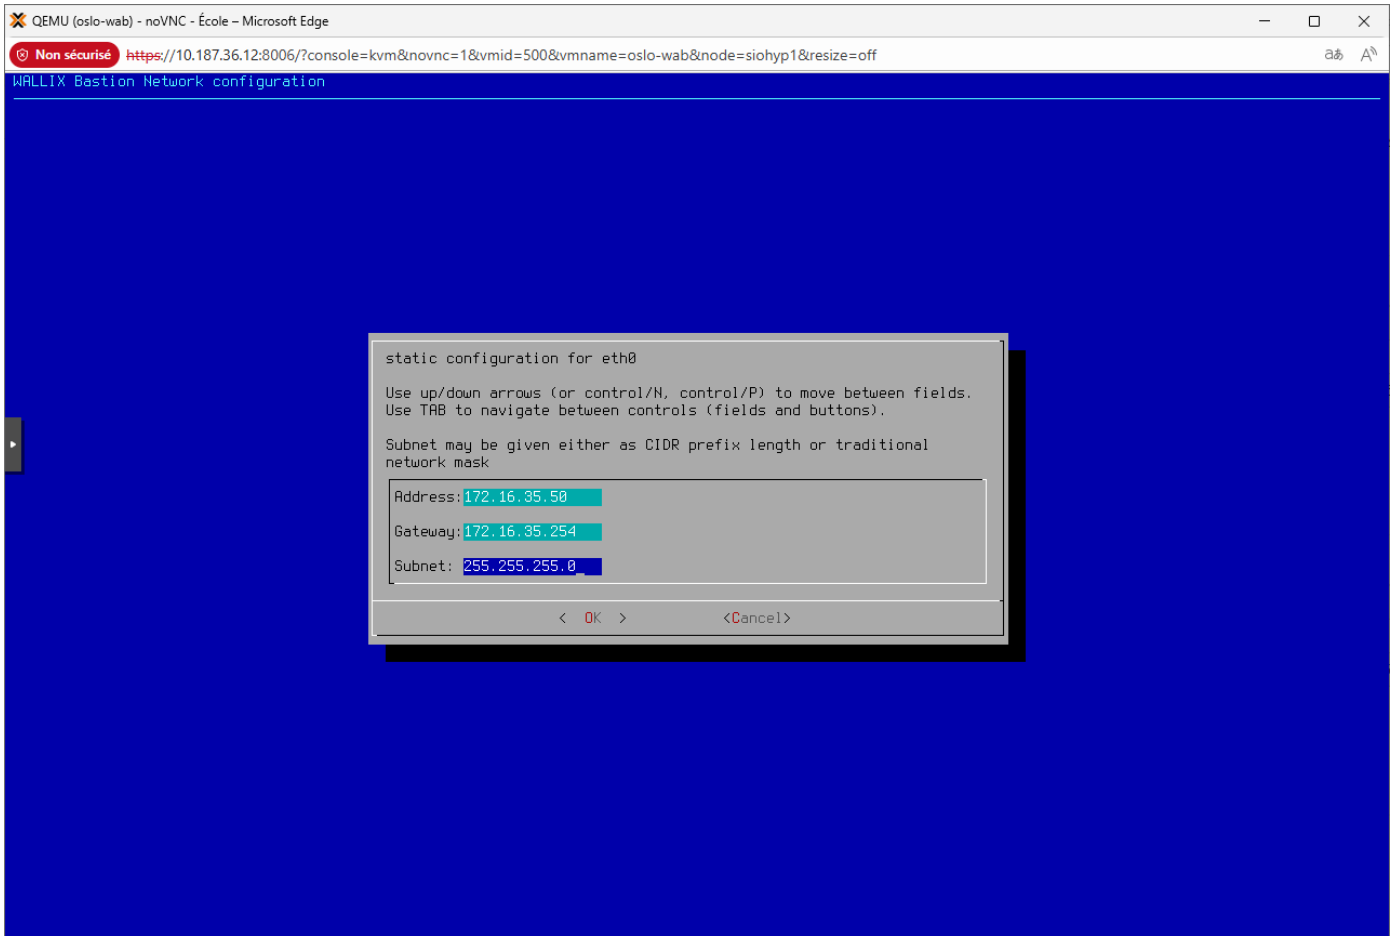 QEMU (oslo-wab) - noVNC - École – Microsoft Edge
Non sécurisé https://10.187.36.12:8006/?console=kvm&novnc=1&vmid=500&vmname=oslo-wab&node=siohyp1&resize=off
WALLIX Bastion Network configuration
static configuration for eth0
Use up/down arrows (or control/N, control/P) to move between fields.
Use TAB to navigate between controls (fields and buttons).
Subnet may be given either as CIDR prefix length or traditional
network mask
Address:172.16.35.50
Gateway:172.16.35.254
Subnet: 255.255.255.0_
< OK > <Cancel>